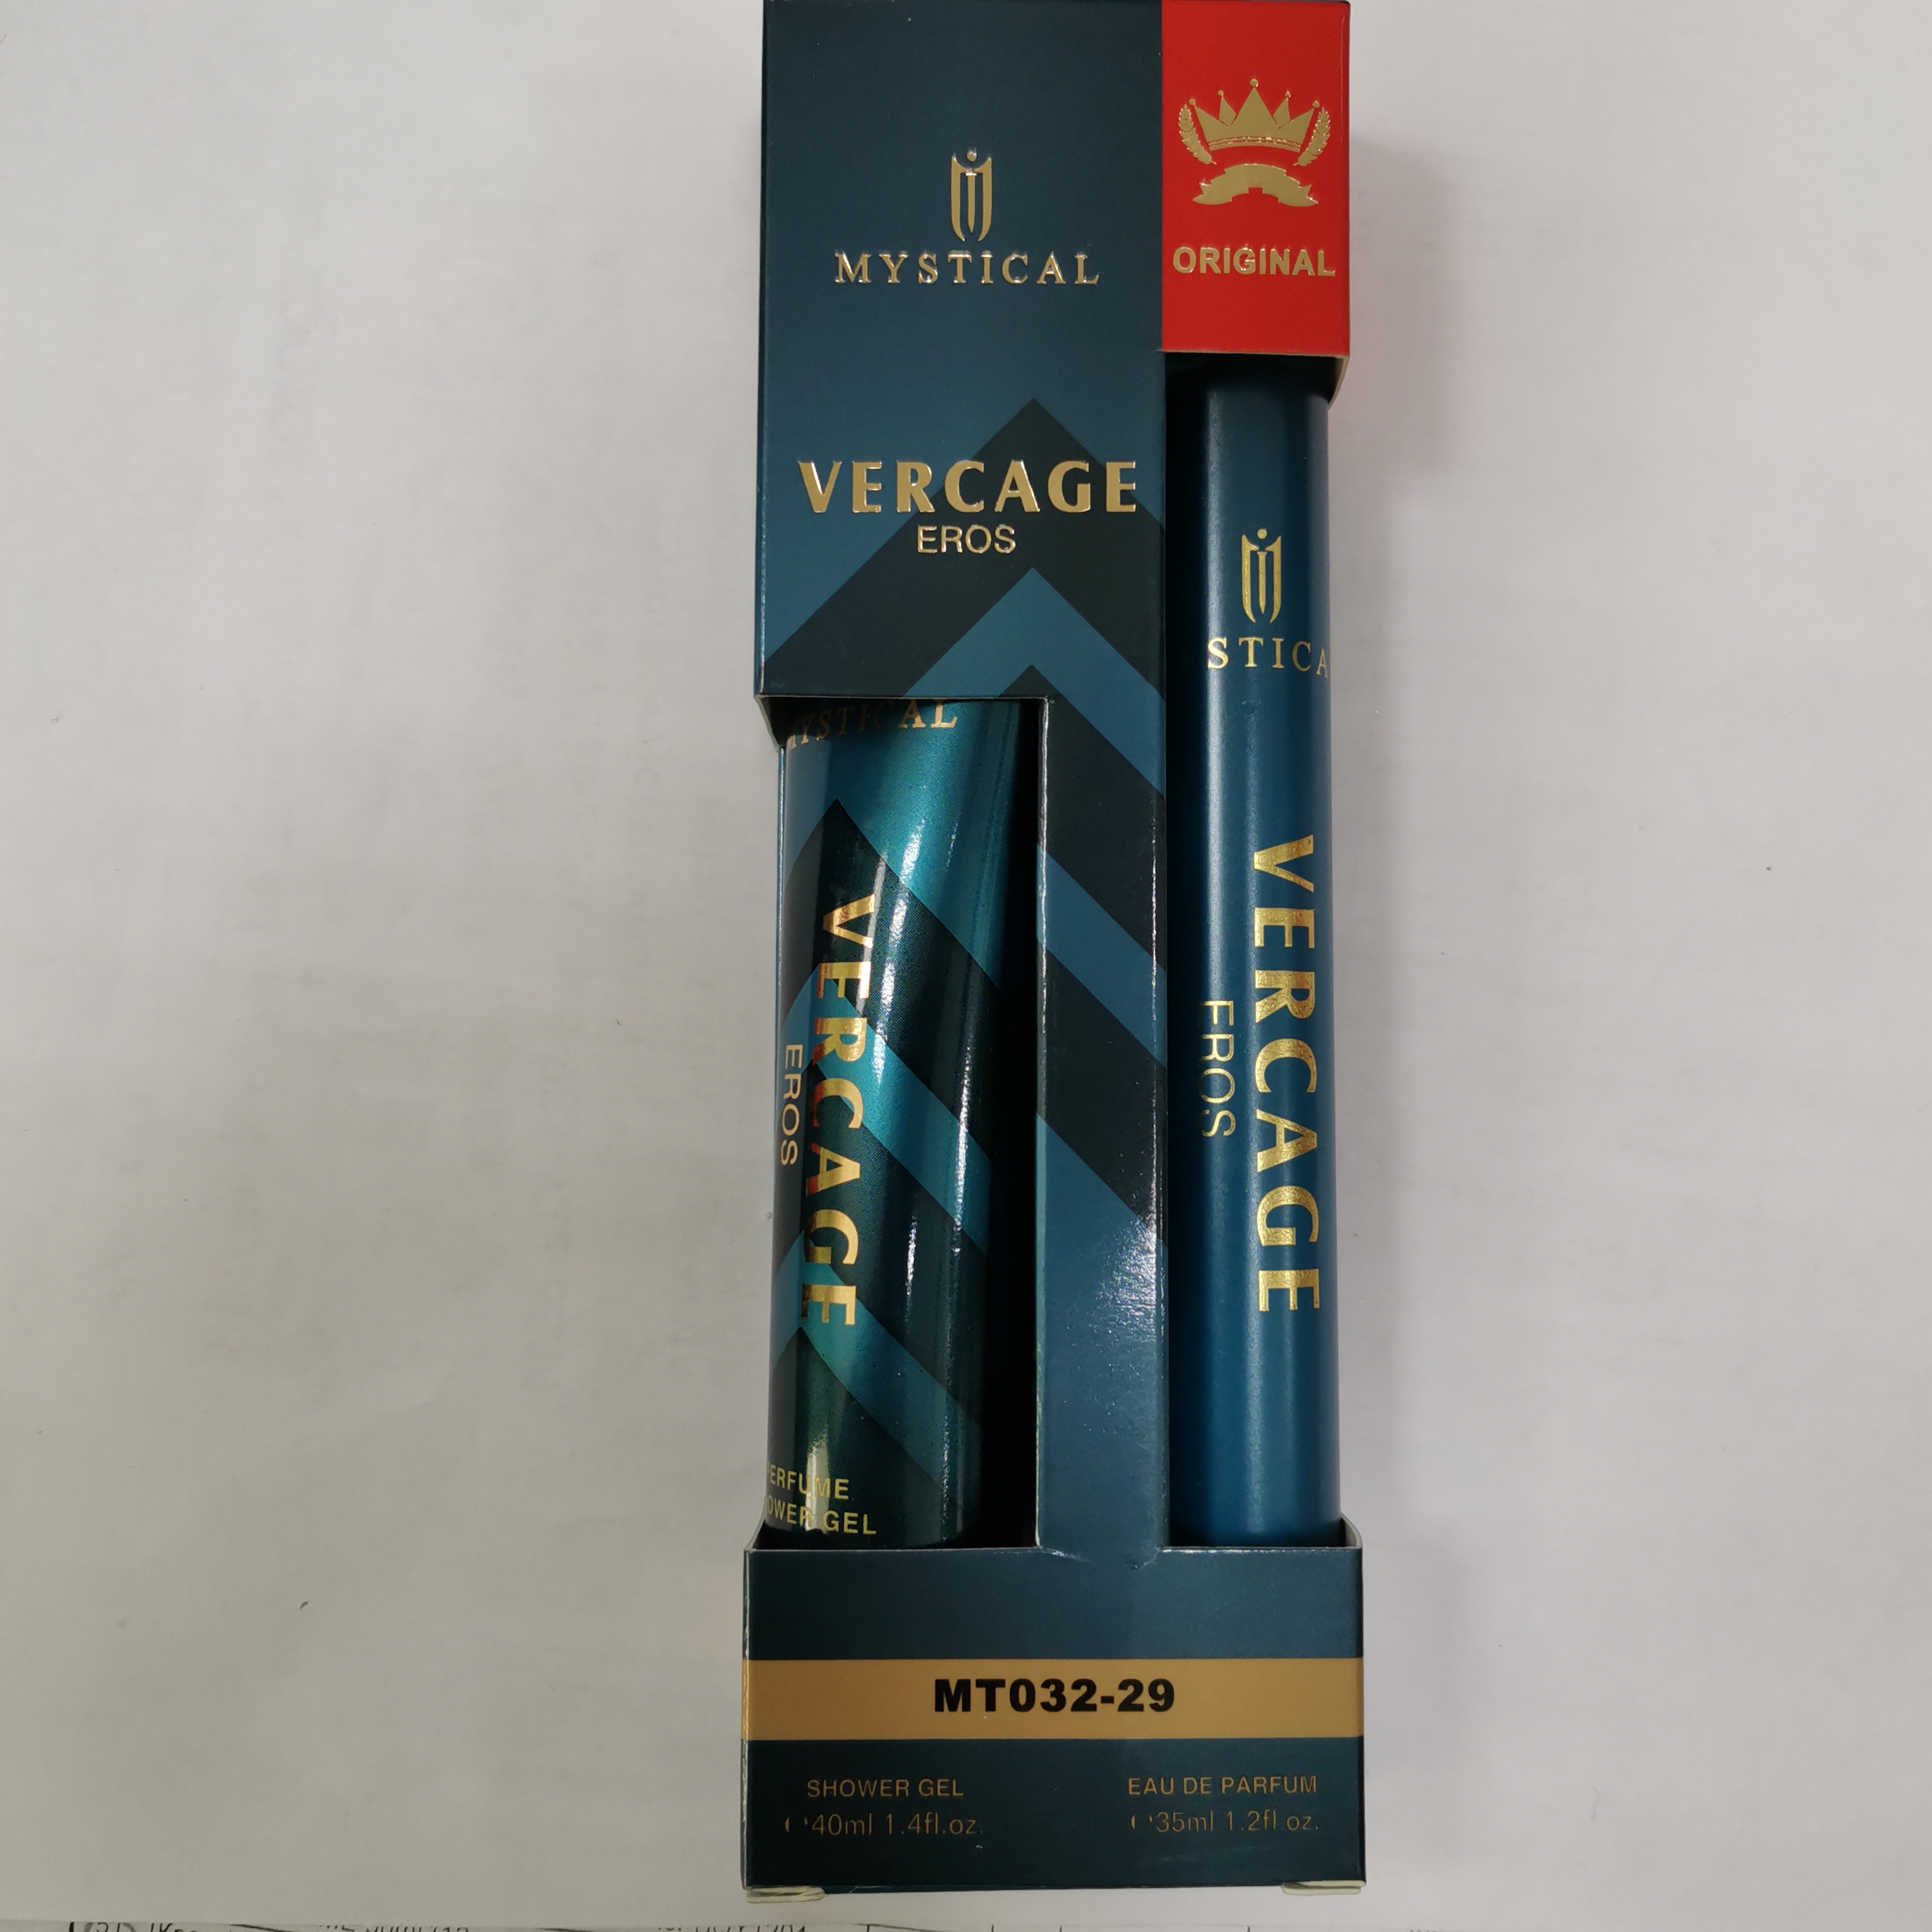 MYSTICAL
ORIGINAL
VERCAGE
EROS
MYSTICAL
VERCAGE
EROS
PERFUME
OWER GEL
STICA
VERCAGE
EROS
MT032-29
SHOWER GEL
40ml 1.4fl.oz.
EAU DE PARFUM
35ml 1.2fl.oz.